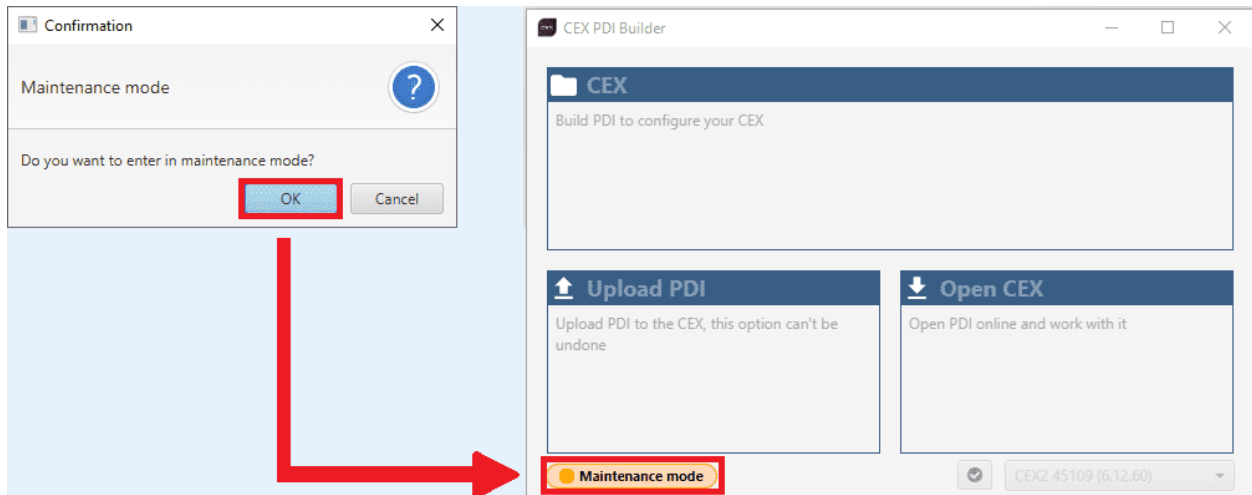 Confirmation
Maintenance mode
?
Do you want to enter in maintenance mode?
OK
Cancel
CEX PDI Builder
CEX
Build PDI to configure your CEX
Upload PDI
Upload PDI to the CEX, this option can't be
undone
Open CEX
Open PDI online and work with it
Maintenance mode
CEX2 45109 (6.12.60)